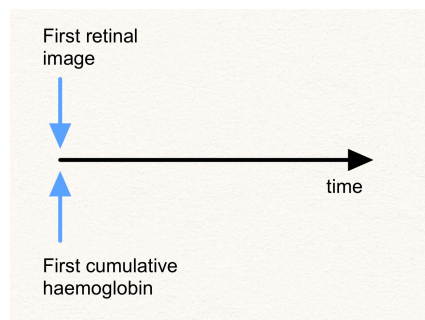 First retinal
image
time
First cumulative
haemoglobin